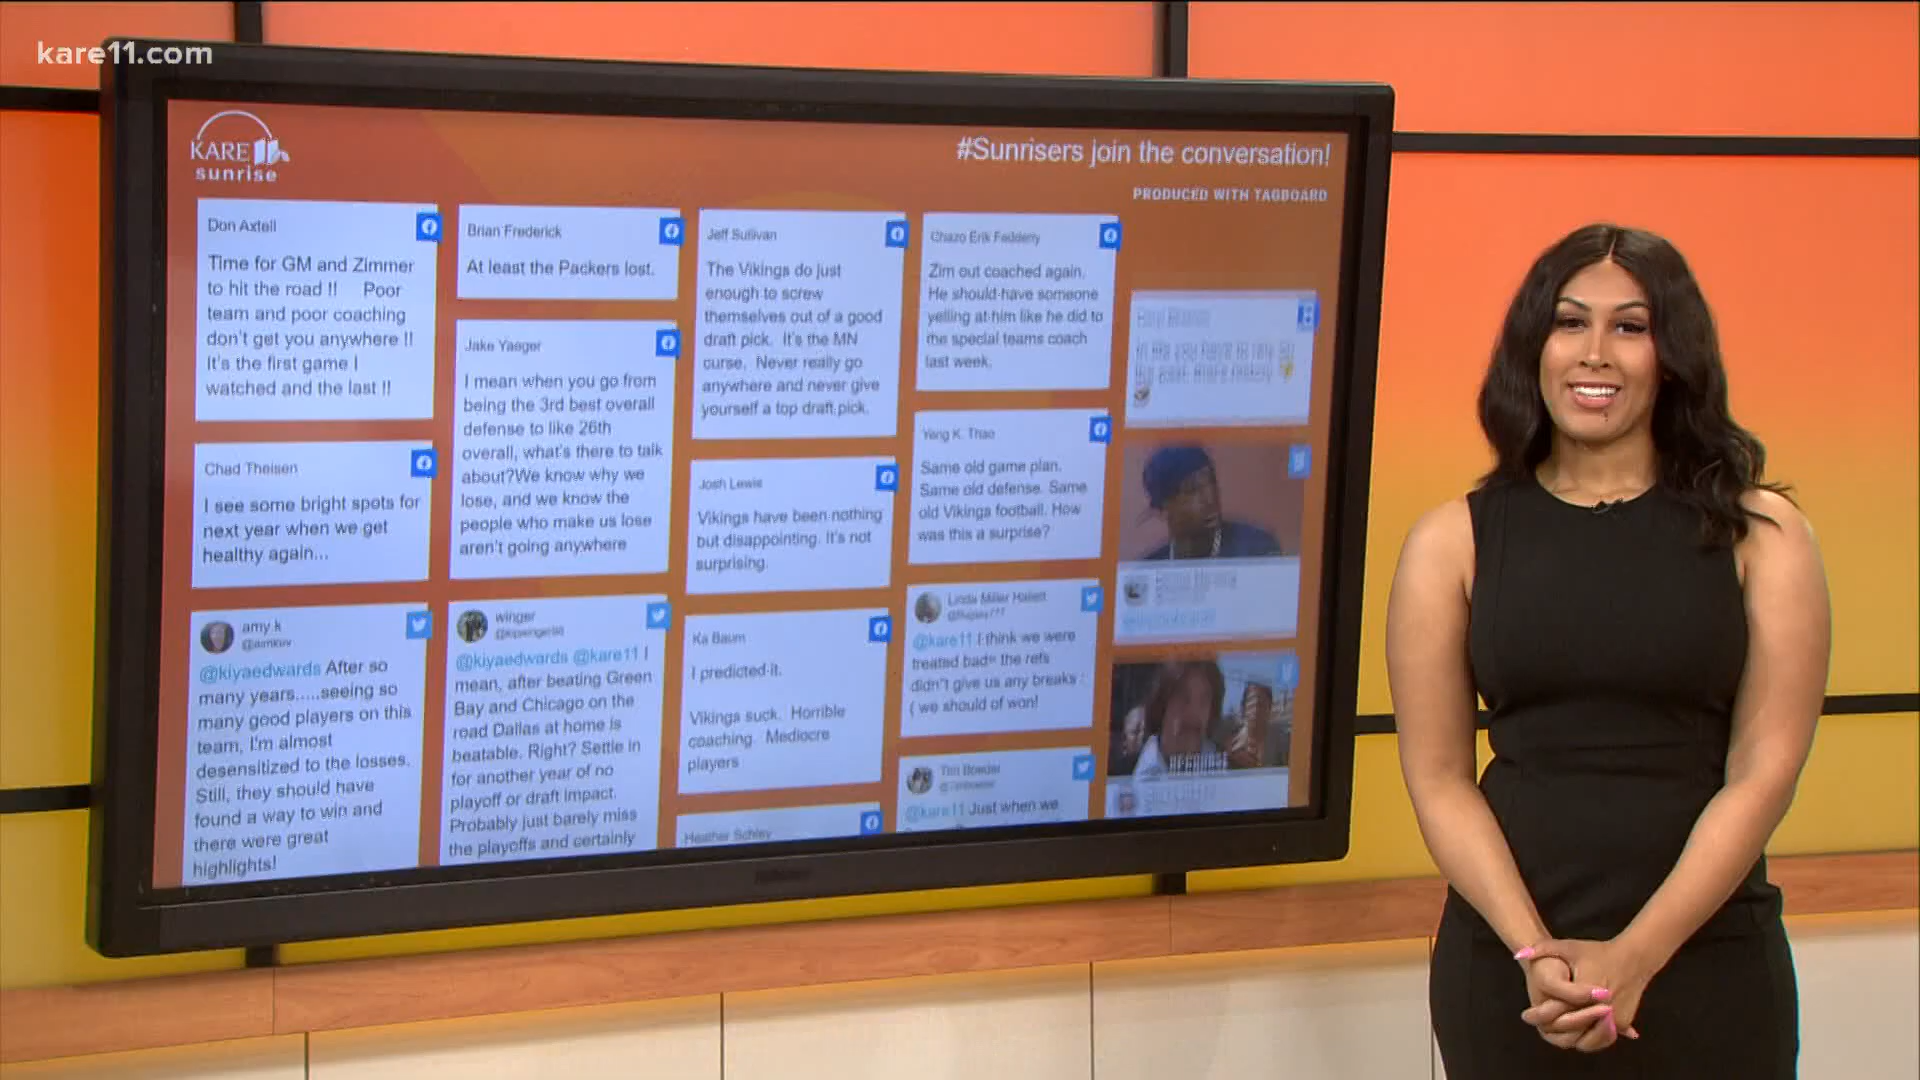 kare11.com
KARE 11
sunrise
#Sunrisers join the conversation!
PRODUCED WITH TAGBOARD
Don Axtell
Time for GM and Zimmer
to hit the road !! Poor
team and poor coaching
don't get you anywhere !!
It's the first game I
watched and the last !!
Chad Theisen
I see some bright spots for
next year when we get
healthy again...
amy k
@kiyaedwards After so
many years.....seeing so
many good players on this
team, I'm almost
desensitized to the losses.
Still, they should have
found a way to win and
there were great
highlights!
Brian Frederick
At least the Packers lost.
Jake Yaeger
I mean when you go from
being the 3rd best overall
defense to like 26th
overall, what's there to talk
about?We know why we
lose, and we know the
people who make us lose
aren't going anywhere
winger
@kiyaedwards @kare11 I
mean, after beating Green
Bay and Chicago on the
road Dallas at home is
beatable. Right? Settle in
for another year of no
playoff or draft impact.
Probably just barely miss
the playoffs and certainly
Jeff Sullivan
The Vikings do just
enough to screw
themselves out of a good
draft pick. It's the MN
curse. Never really go
anywhere and never give
yourself a top draft pick.
Josh Lewis
Vikings have been nothing
but disappointing. It's not
surprising.
Ka Baum
I predicted it.
Vikings suck. Horrible
coaching. Mediocre
players
Heather Schley
Chazo Erik Feddeny
Zim out coached again.
He should have someone
yelling at him like he did to
the special teams coach
last week.
Yang K. Thao
Same old game plan.
Same old defense. Same
old Vikings football. How
was this a surprise?
Linda Miller Hallett
@kare11 I think we were
treated bad= the refs
didn't give us any breaks :
( we should of won!
Tim
@kare11 Just when we